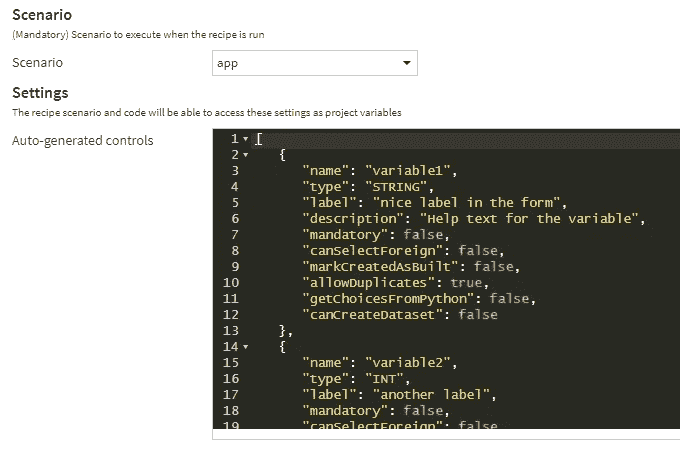 Scenario
(Mandatory) Scenario to execute when the recipe is run
Scenario app
Settings
The recipe scenario and code will be able to access these settings as project variables
Auto-generated controls
1 [
2 {
3 "name": "variable1",
4 "type": "STRING",
5 "label": "nice label in the form",
6 "description": "Help text for the variable",
7 "mandatory": false,
8 "canSelectForeign": false,
9 "markCreatedAsBuilt": false,
10 "allowDuplicates": true,
11 "getChoicesFromPython": false,
12 "canCreateDataset": false
13 },
14 {
15 "name": "variable2",
16 "type": "INT",
17 "label": "another label",
18 "mandatory": false,
19 "canSelectForeign": false